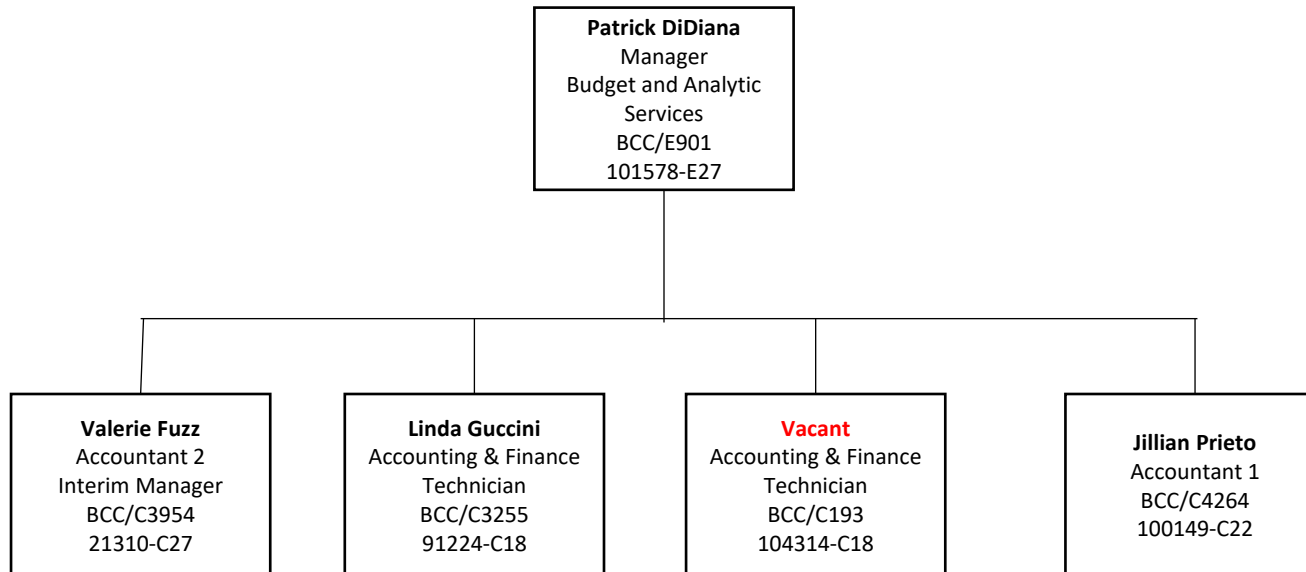 Patrick DiDiana
Manager
Budget and Analytic
Services
BCC/E901
101578-E27
Valerie Fuzz
Accountant 2
Interim Manager
BCC/C3954
21310-C27
Linda Guccini
Accounting & Finance
Technician
BCC/C3255
91224-C18
Vacant
Accounting & Finance
Technician
BCC/C193
104314-C18
Jillian Prieto
Accountant 1
BCC/C4264
100149-C22